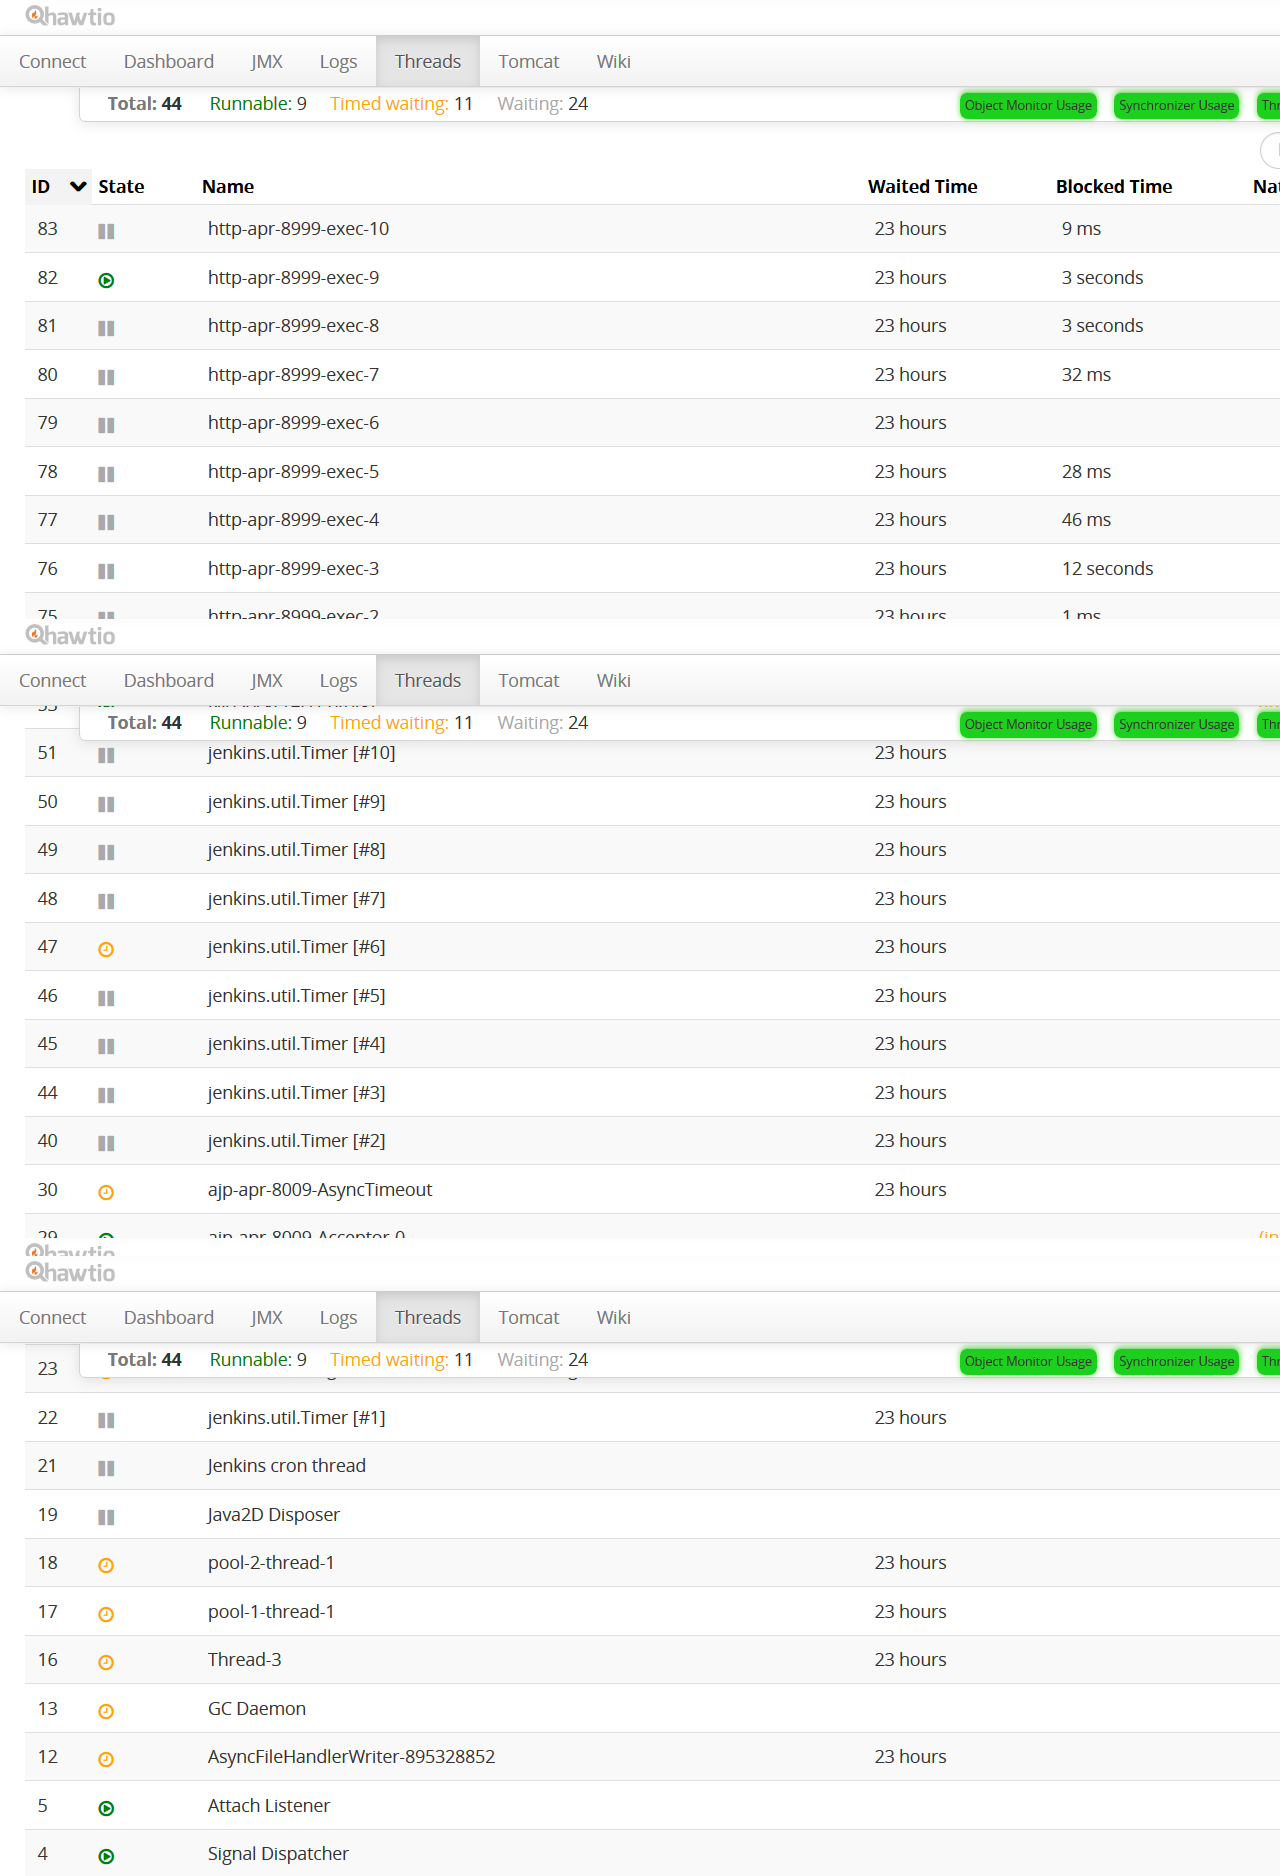 hawtio
Connect Dashboard JMX Logs Threads Tomcat Wiki
Total: 44 Runnable: 9 Timed waiting: 11 Waiting: 24 Object Monitor Usage Synchronizer Usage Thr
ID State Name Waited Time Blocked Time Nat
83 http-apr-8999-exec-10 23 hours 9 ms
82 http-apr-8999-exec-9 23 hours 3 seconds
81 http-apr-8999-exec-8 23 hours 3 seconds
80 http-apr-8999-exec-7 23 hours 32 ms
79 http-apr-8999-exec-6 23 hours
78 http-apr-8999-exec-5 23 hours 28 ms
77 http-apr-8999-exec-4 23 hours 46 ms
76 http-apr-8999-exec-3 23 hours 12 seconds
75 http-apr-8999-exec-2 23 hours 1 ms
hawtio
Connect Dashboard JMX Logs Threads Tomcat Wiki
Total: 44 Runnable: 9 Timed waiting: 11 Waiting: 24 Object Monitor Usage Synchronizer Usage Thr
51 jenkins.util.Timer [#10] 23 hours
50 jenkins.util.Timer [#9] 23 hours
49 jenkins.util.Timer [#8] 23 hours
48 jenkins.util.Timer [#7] 23 hours
47 jenkins.util.Timer [#6] 23 hours
46 jenkins.util.Timer [#5] 23 hours
45 jenkins.util.Timer [#4] 23 hours
44 jenkins.util.Timer [#3] 23 hours
40 jenkins.util.Timer [#2] 23 hours
30 ajp-apr-8009-AsyncTimeout 23 hours
29 ajp-apr-8009-Acceptor-0 (in
hawtio
hawtio
Connect Dashboard JMX Logs Threads Tomcat Wiki
Total: 44 Runnable: 9 Timed waiting: 11 Waiting: 24 Object Monitor Usage Synchronizer Usage Thr
23
22 jenkins.util.Timer [#1] 23 hours
21 Jenkins cron thread
19 Java2D Disposer
18 pool-2-thread-1 23 hours
17 pool-1-thread-1 23 hours
16 Thread-3 23 hours
13 GC Daemon
12 AsyncFileHandlerWriter-895328852 23 hours
5 Attach Listener
4 Signal Dispatcher